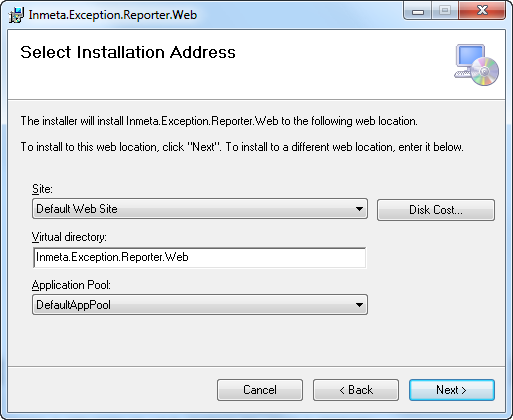 Inmeta.Exception.Reporter.Web
Select Installation Address
The installer will install Inmeta.Exception.Reporter.Web to the following web location.
To install to this web location, click "Next". To install to a different web location, enter it below.
Site:
Default Web Site
Disk Cost...
Virtual directory:
Inmeta.Exception.Reporter.Web
Application Pool:
DefaultAppPool
Cancel
< Back
Next >